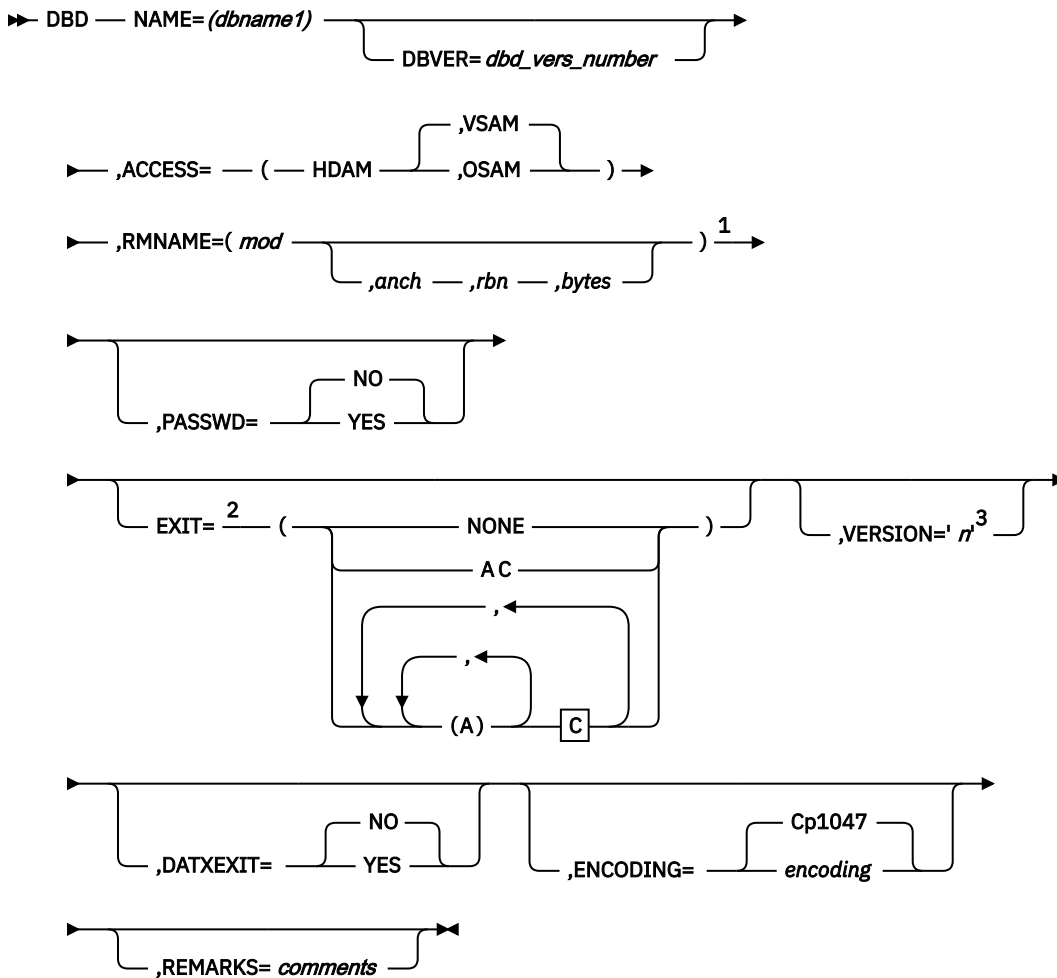 DBD NAME=(dbname1)
DBVER=dbd_vers_number
,VSAM
,ACCESS= ( HDAM ,OSAM )
,RMNAME=( mod ) 1
,anch ,rbn ,bytes
NO
,PASSWD= YES
EXIT= 2 ( NONE ) ,VERSION=' n'3
A C
,
,
(A) C
NO Cp1047
,DATXEXIT= YES ,ENCODING= encoding
,REMARKS= comments